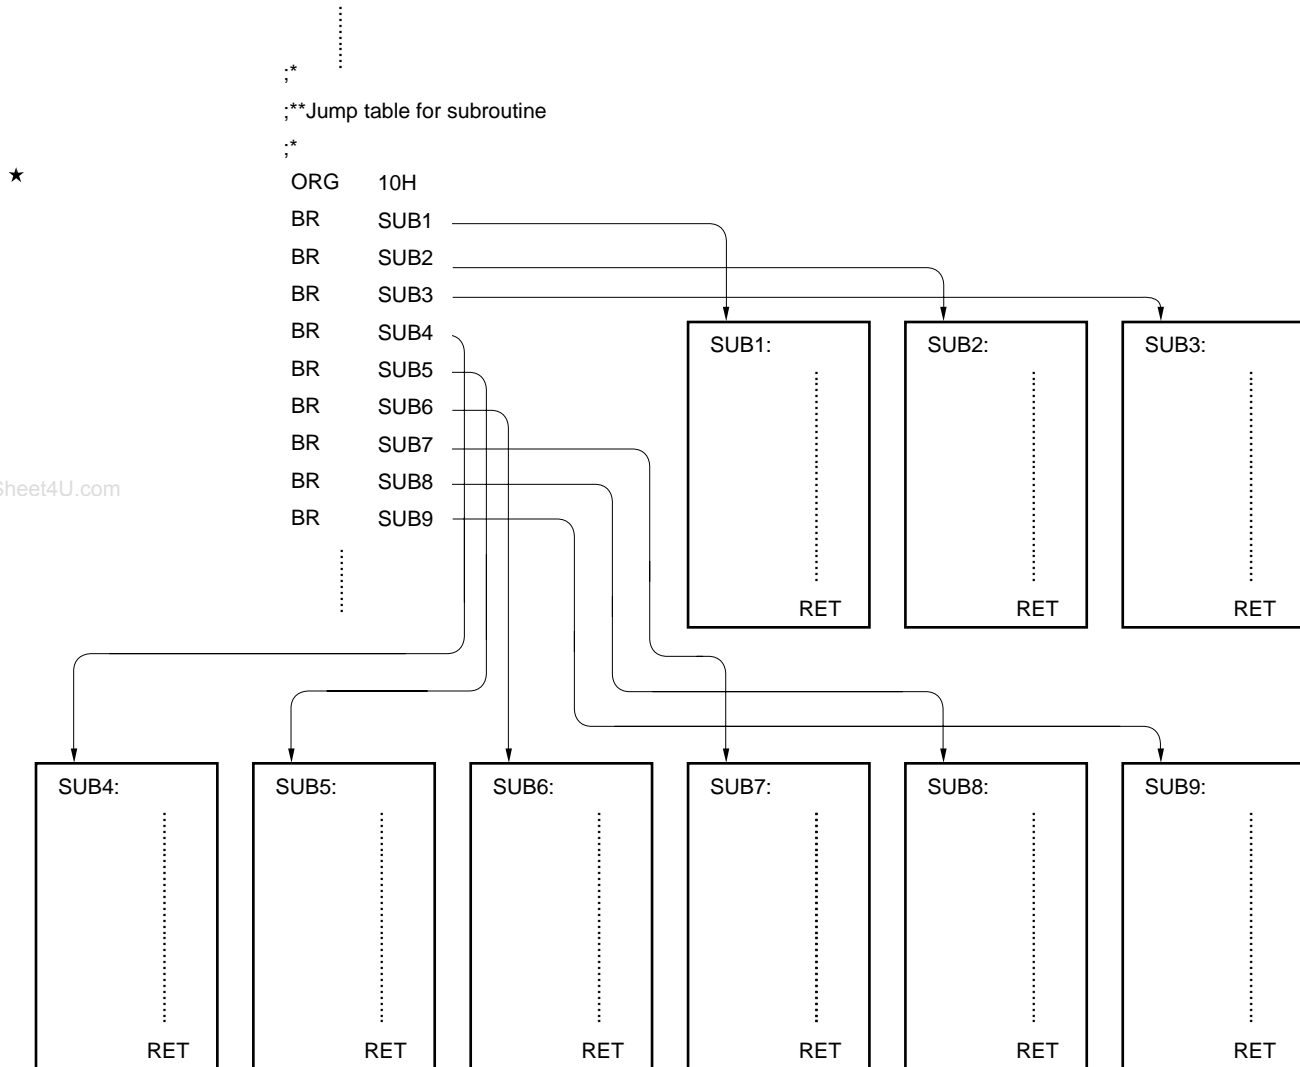 ;*
;**Jump table for subroutine
;*
★
ORG 10H
BR SUB1
BR SUB2
BR SUB3
BR SUB4
BR SUB5
BR SUB6
BR SUB7
BR SUB8
BR SUB9
SUB1: SUB2: SUB3:
RET RET RET
SUB4: SUB5: SUB6: SUB7: SUB8: SUB9:
RET RET RET RET RET RET
Sheet4U.com